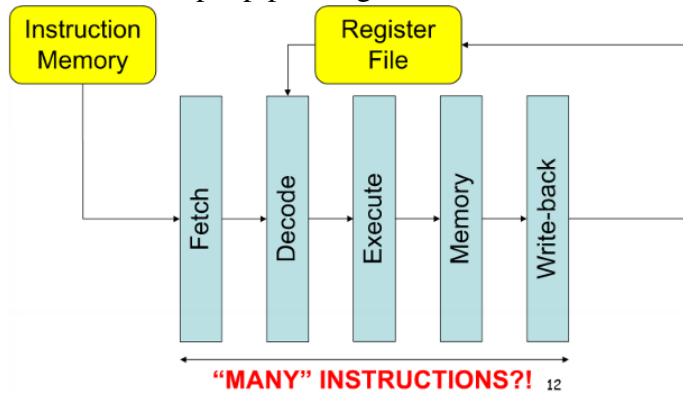 Instruction
Memory
Register
File
Fetch
Decode
Execute
Memory
Write-back
“MANY” INSTRUCTIONS?! 12